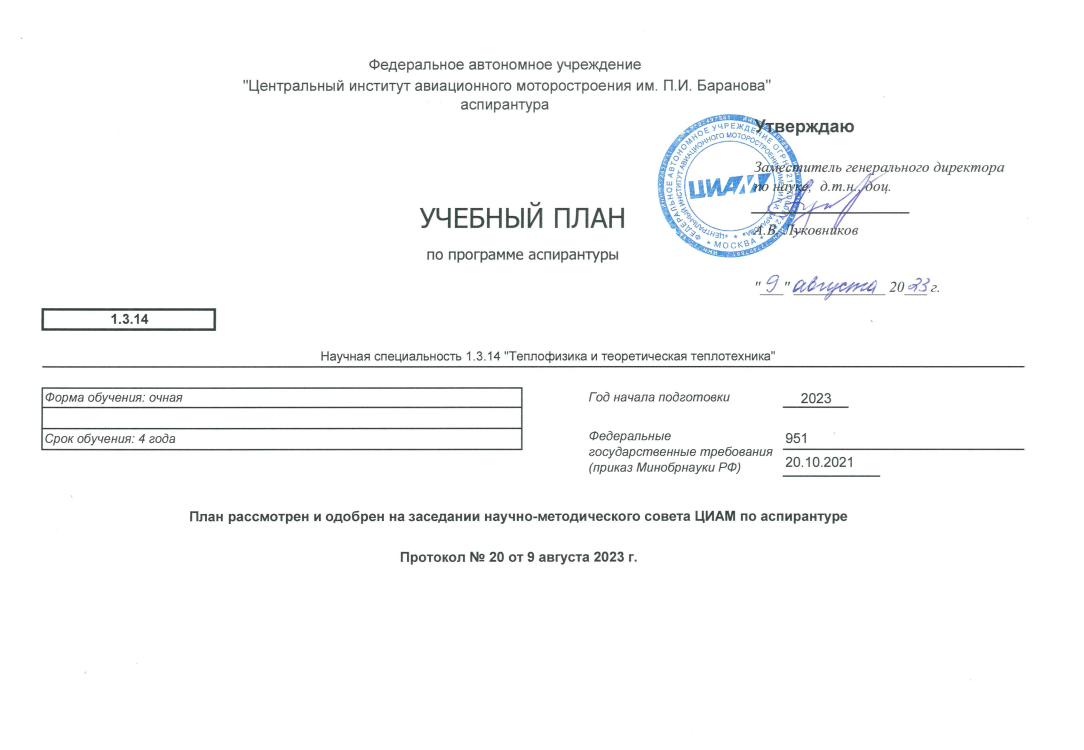 Федеральное автономное учреждение
"Центральный институт авиационного моторостроения им. П.И. Баранова"
аспирантура
Утверждаю
Заместитель генерального директора
по науке, д.т.н., доц.
А.В. Луковников
ЦИАМ
МОСКВА
УЧЕБНЫЙ ПЛАН
по программе аспирантуры
"9" августа 2023 г.
1.3.14
Научная специальность 1.3.14 "Теплофизика и теоретическая теплотехника"
Форма обучения: очная
Срок обучения: 4 года
Год начала подготовки 2023
Федеральные
государственные требования
(приказ Минобрнауки РФ)
951
20.10.2021
План рассмотрен и одобрен на заседании научно-методического совета ЦИАМ по аспирантуре
Протокол № 20 от 9 августа 2023 г.